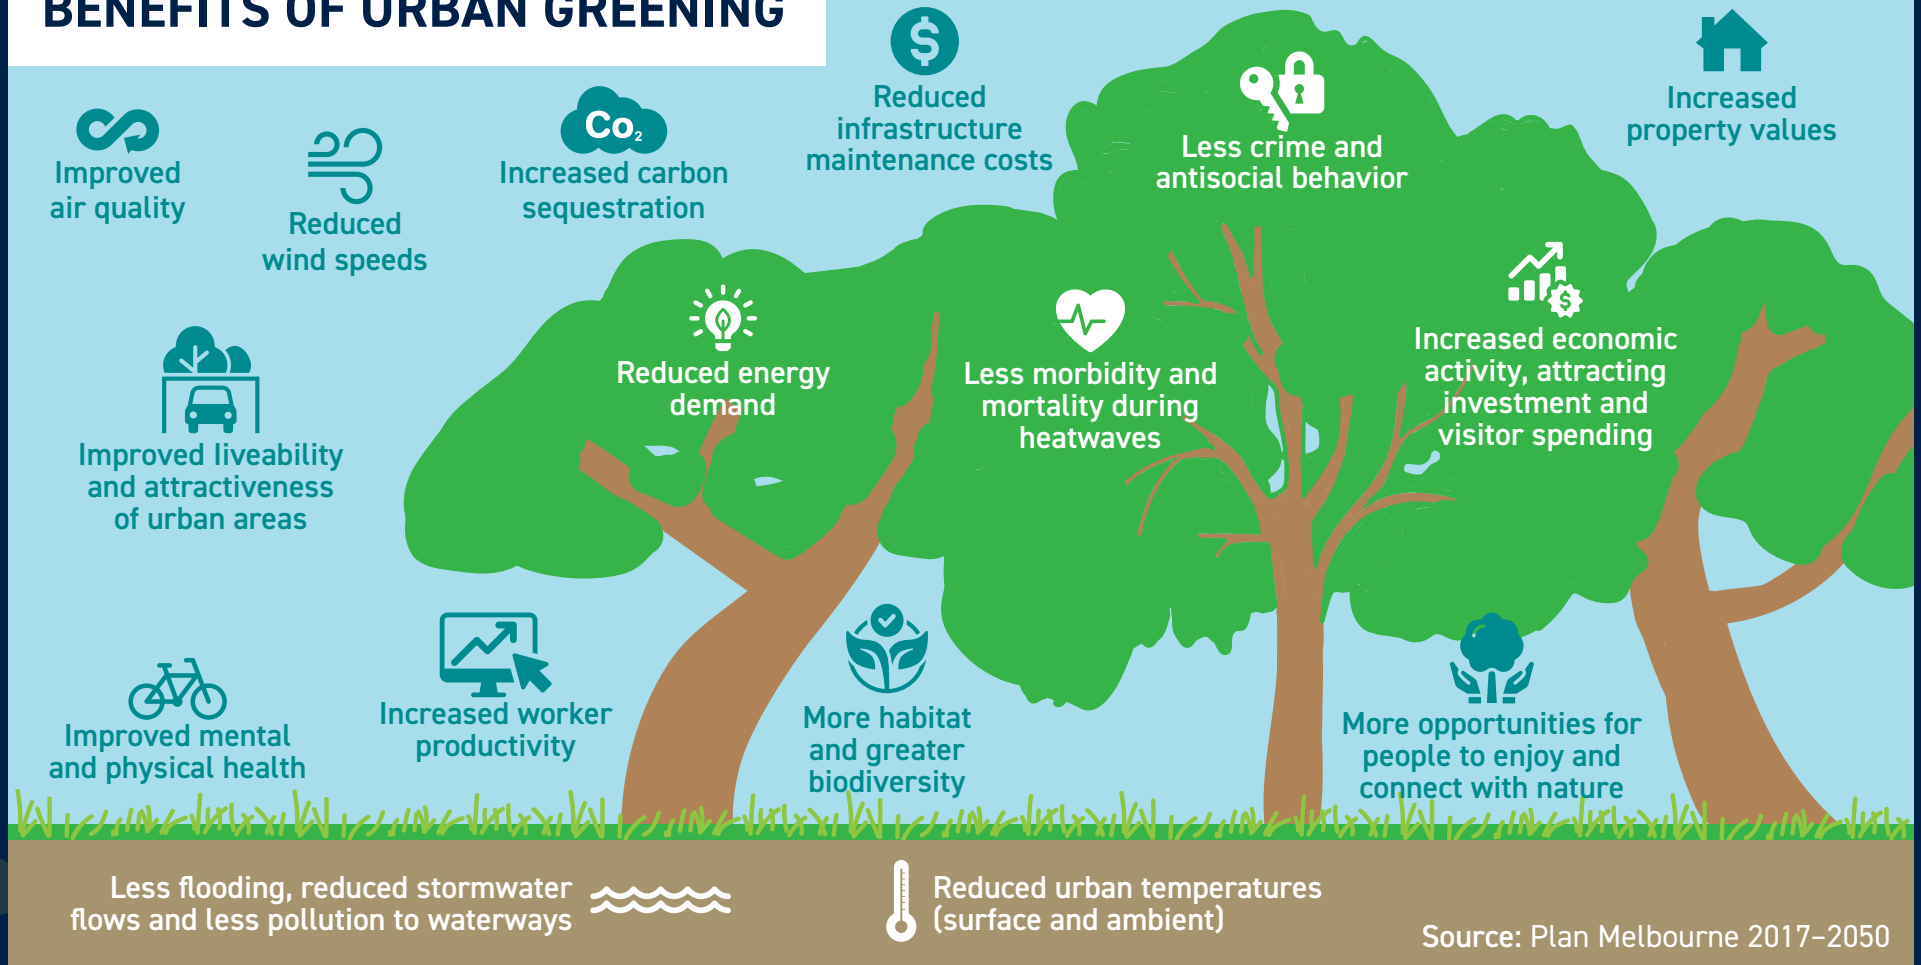 BENEFITS OF URBAN GREENING
Improved
air quality
Reduced
wind speeds
Co2
Increased carbon
sequestration
$
Reduced
infrastructure
maintenance costs
Less crime and
antisocial behavior
Increased
property values
Improved liveability
and attractiveness
of urban areas
Reduced energy
demand
Less morbidity and
mortality during
heatwaves
$
Increased economic
activity, attracting
investment and
visitor spending
Improved mental
and physical health
Increased worker
productivity
More habitat
and greater
biodiversity
More opportunities for
people to enjoy and
connect with nature
Less flooding, reduced stormwater
flows and less pollution to waterways
Reduced urban temperatures
(surface and ambient)
Source: Plan Melbourne 2017–2050